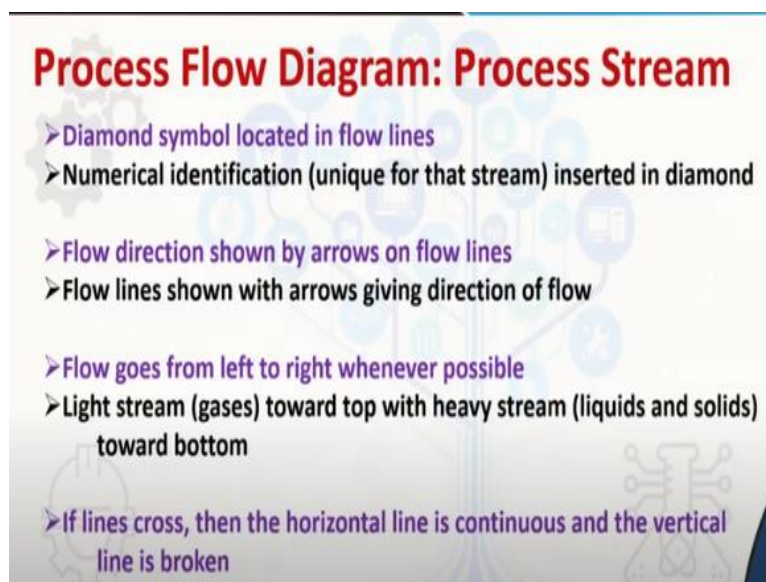 Process Flow Diagram: Process Stream
➢Diamond symbol located in flow lines
➢Numerical identification (unique for that stream) inserted in diamond
➢Flow direction shown by arrows on flow lines
➢Flow lines shown with arrows giving direction of flow
➢Flow goes from left to right whenever possible
➢Light stream (gases) toward top with heavy stream (liquids and solids)
toward bottom
➢If lines cross, then the horizontal line is continuous and the vertical
line is broken